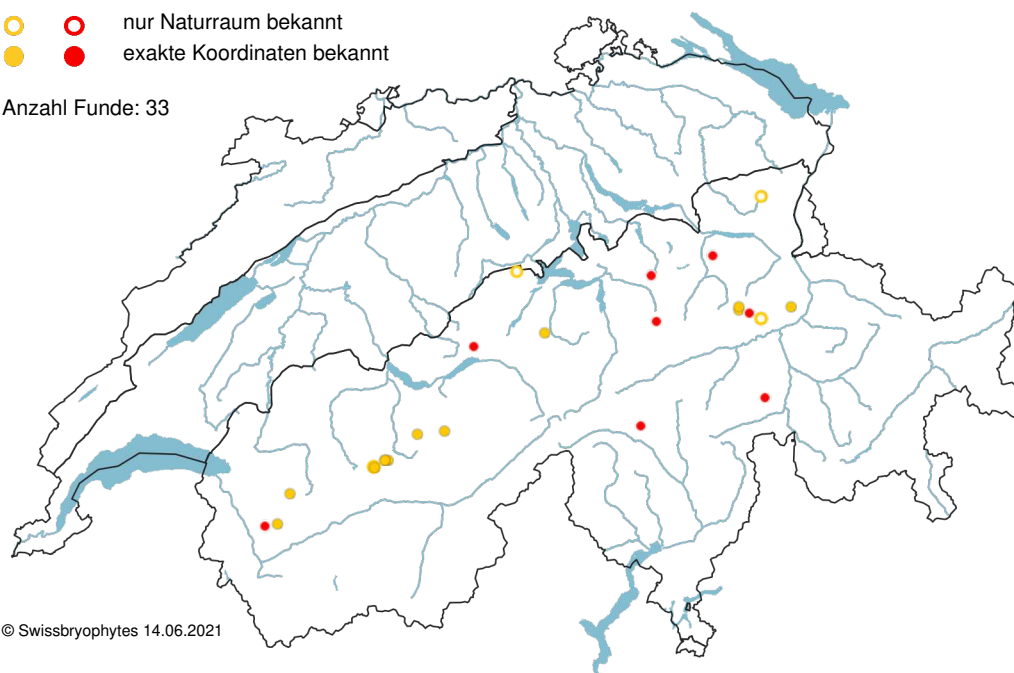 nur Naturraum bekannt
exakte Koordinaten bekannt
Anzahl Funde: 33
© Swissbryophytes 14.06.2021